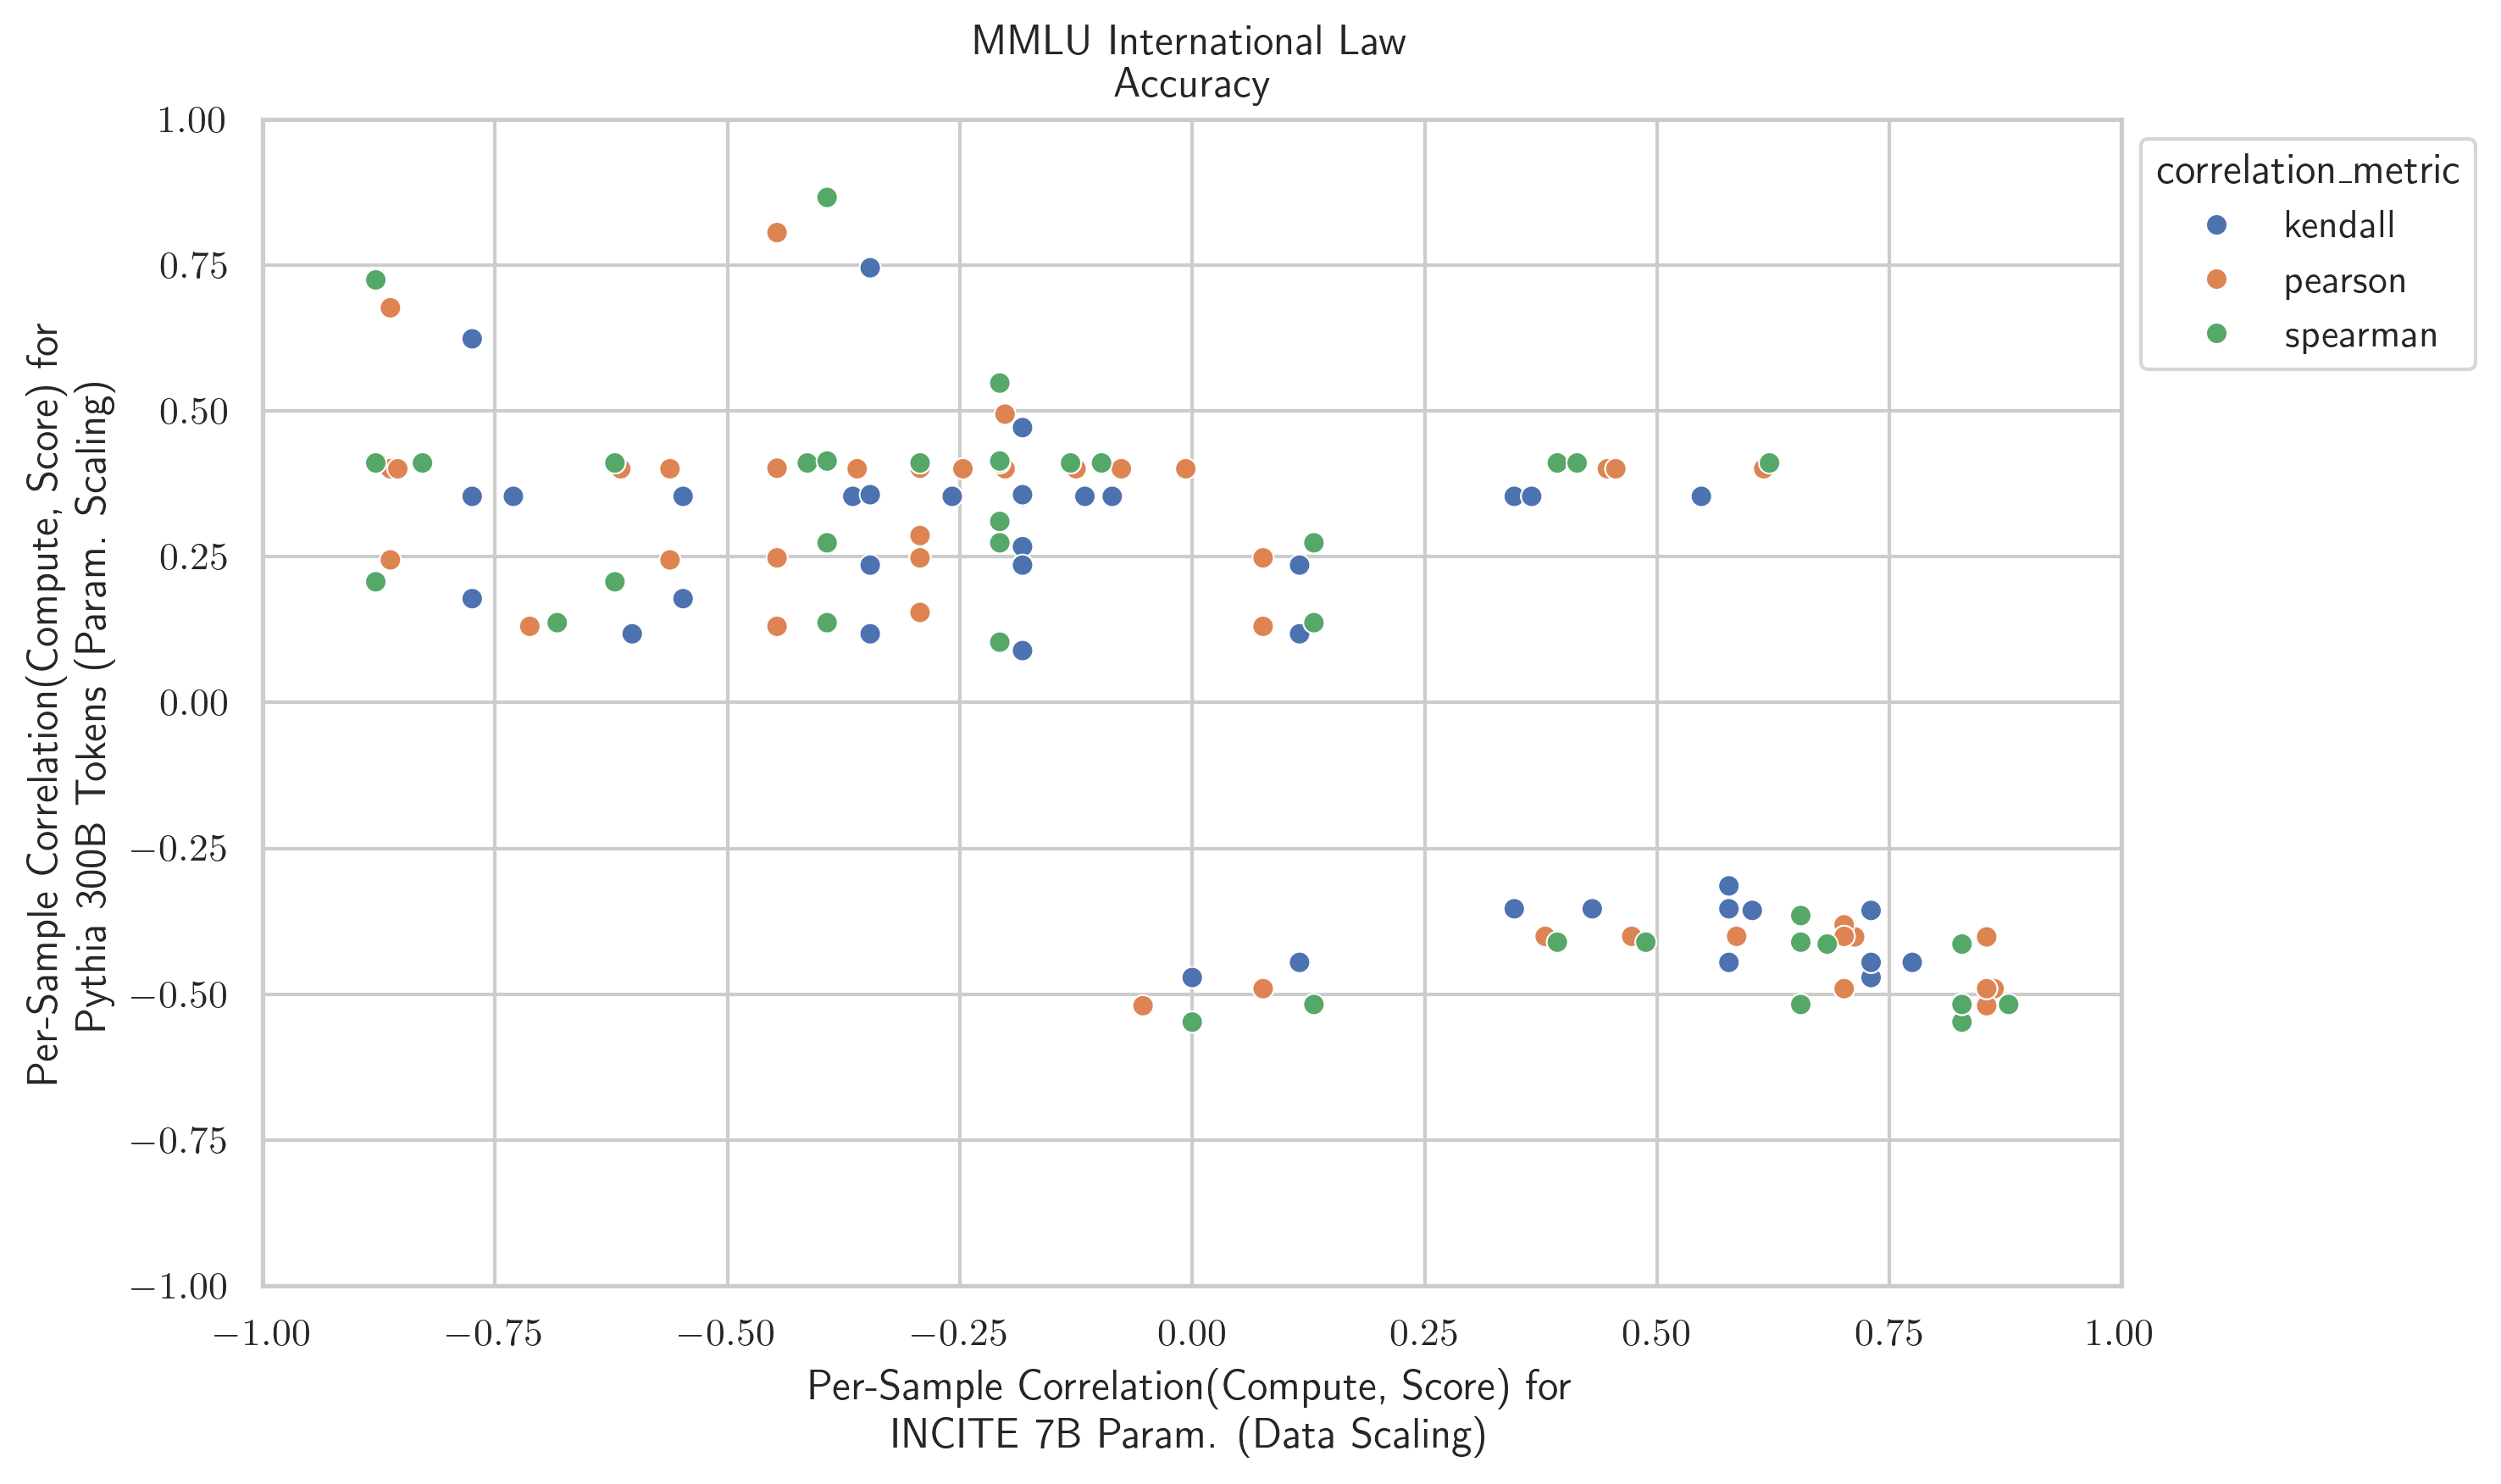 MMLU International Law
Accuracy
correlation_metric
kendall
pearson
spearman
Per-Sample Correlation(Compute, Score) for
Pythia 300B Tokens (Param. Scaling)
1.00
0.75
0.50
0.25
0.00
−0.25
−0.50
−0.75
−1.00
−1.00 −0.75 −0.50 −0.25 0.00 0.25 0.50 0.75 1.00
Per-Sample Correlation(Compute, Score) for
INCITE 7B Param. (Data Scaling)